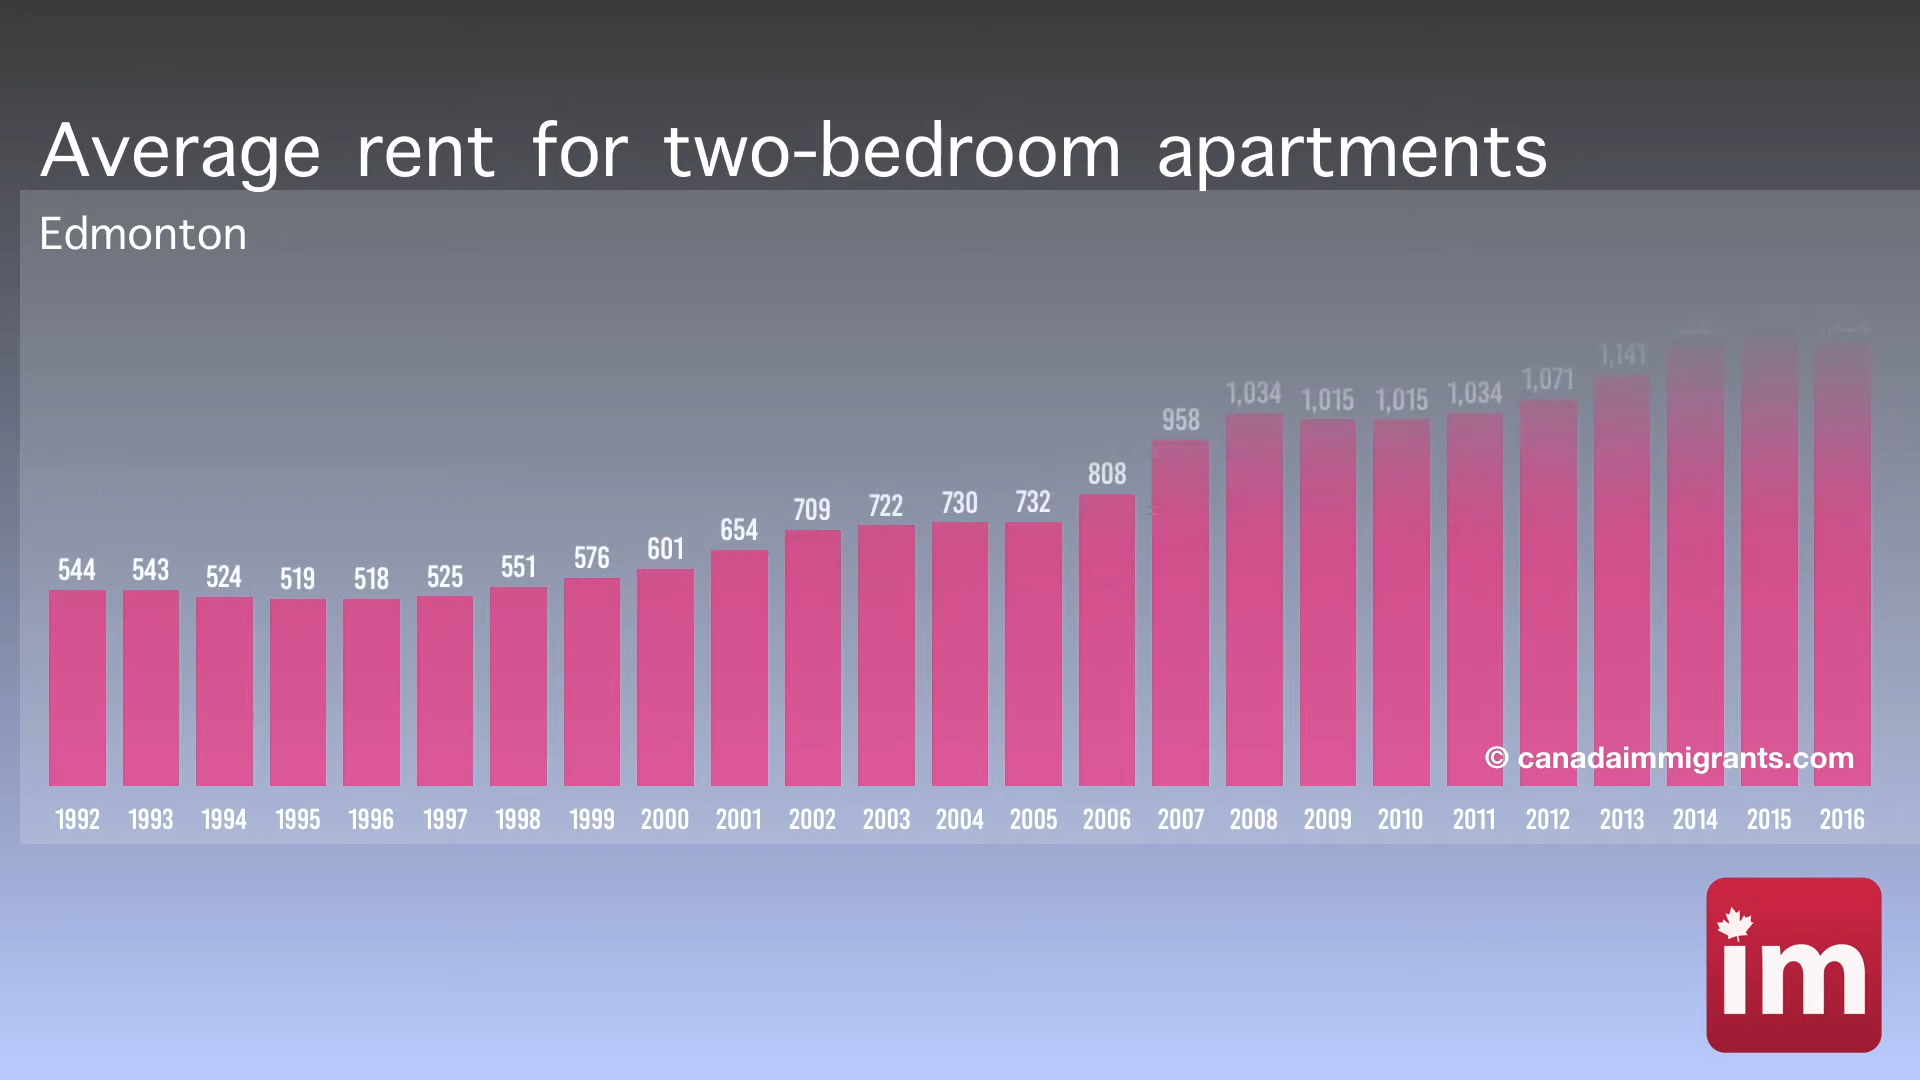 Average rent for two-bedroom apartments
Edmonton
544 543 524 519 518 525 551 576 601 654 709 722 730 732 808 958 1,034 1,015 1,015 1,034 1,071 1,141
© canadaimmigrants.com
1992 1993 1994 1995 1996 1997 1998 1999 2000 2001 2002 2003 2004 2005 2006 2007 2008 2009 2010 2011 2012 2013 2014 2015 2016
im